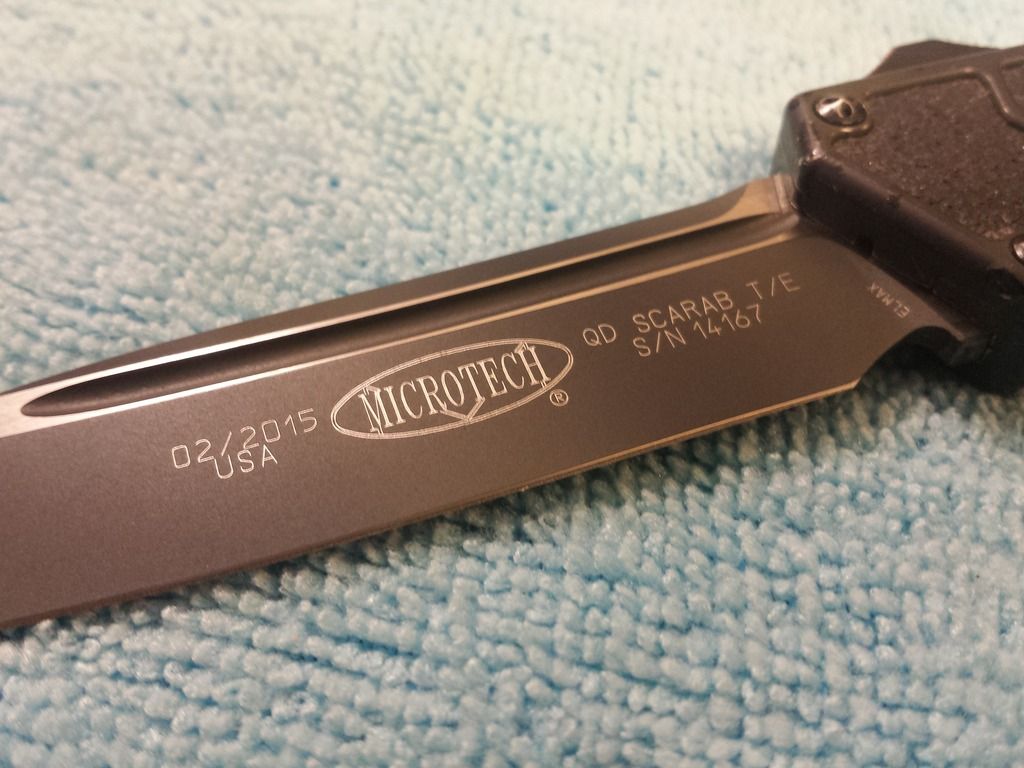 02/2015
USA
MICROTECH
®
QD SCARAB T/E
S/N 14167
ELMAX